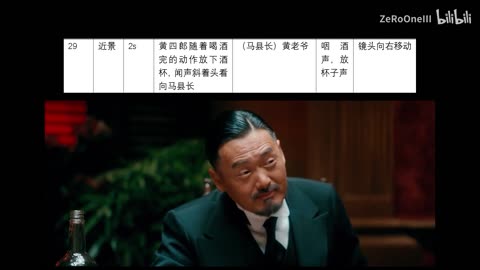 ZeRoOneIII bilibili
29 近景 2s 黄四郎随着喝酒 （马县长）黄老爷 咽 酒 镜头向右移动
完的动作放下酒 声，放
杯，闻声斜着头看 杯子声
向马县长